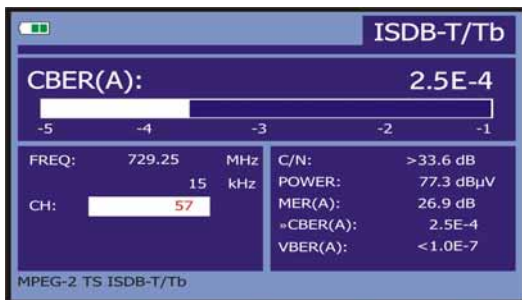 ISDB-T/Tb
CBER(A): 2.5E-4
-5 -4 -3 -2 -1
FREQ: 729.25 MHz
15 kHz
CH: 57
C/N: >33.6 dB
POWER: 77.3 dBµV
MER(A): 26.9 dB
»CBER(A): 2.5E-4
VBER(A): <1.0E-7
MPEG-2 TS ISDB-T/Tb